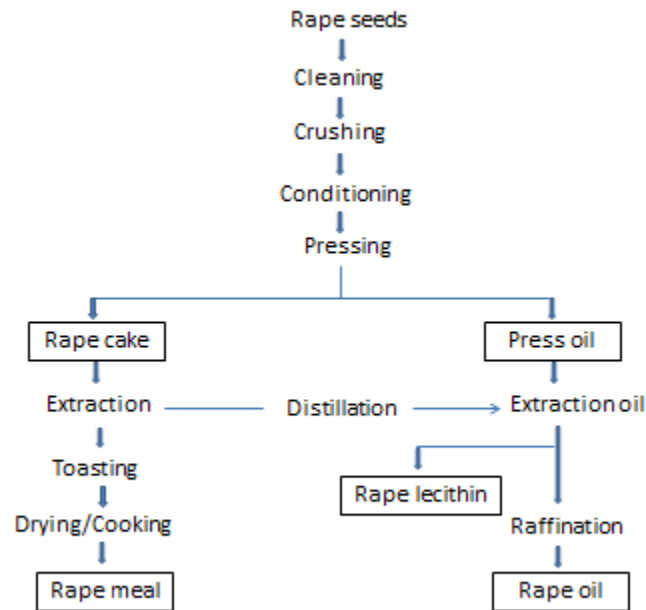 Rape seeds
Cleaning
Crushing
Conditioning
Pressing
Rape cake
Press oil
Extraction
Distillation
Extraction oil
Toasting
Rape lecithin
Drying/Cooking
Raffination
Rape meal
Rape oil